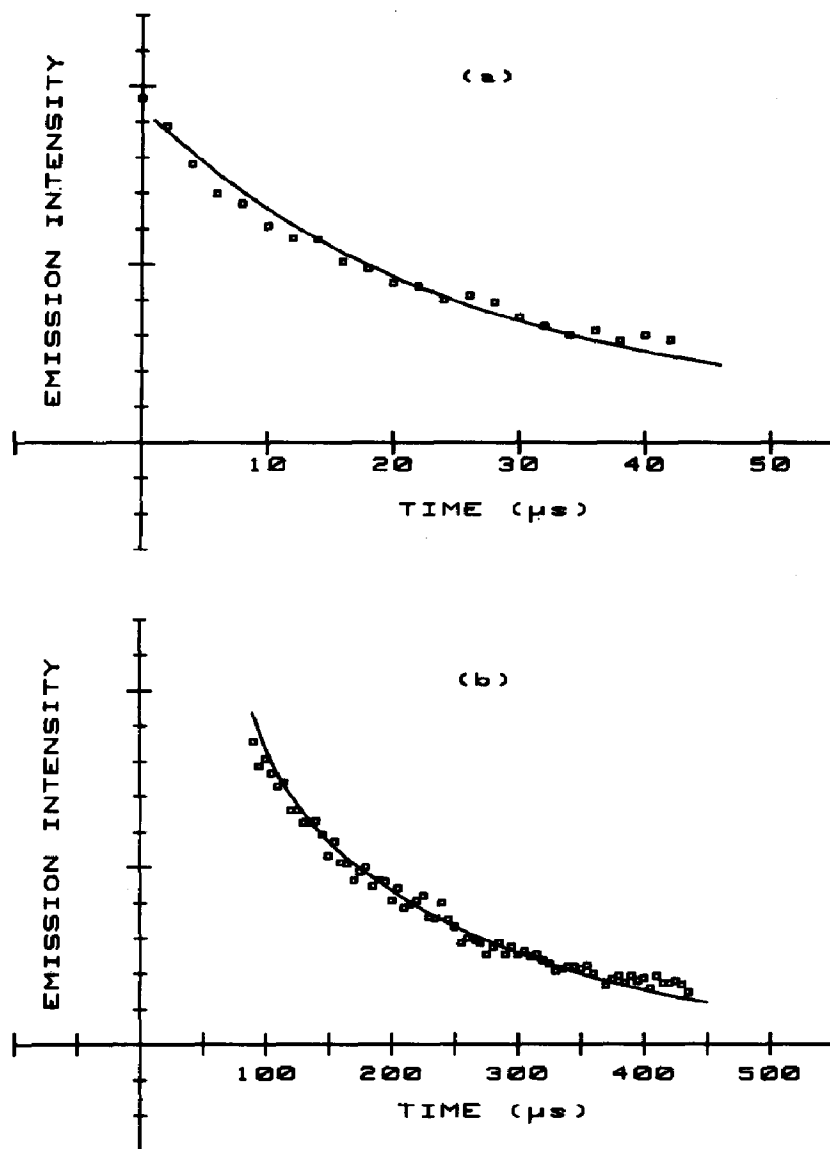 (a)
EMISSION INTENSITY
10 20 30 40 50
TIME (µs)
(b)
EMISSION INTENSITY
100 200 300 400 500
TIME (µs)